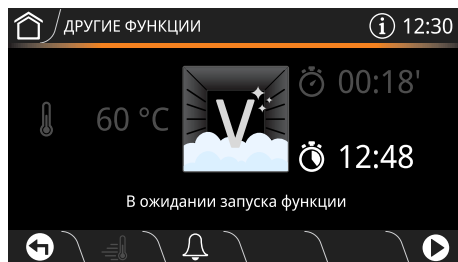 ДРУГИЕ ФУНКЦИИ
i 12:30
00:18'
60 °C
V
12:48
В ожидании запуска функции